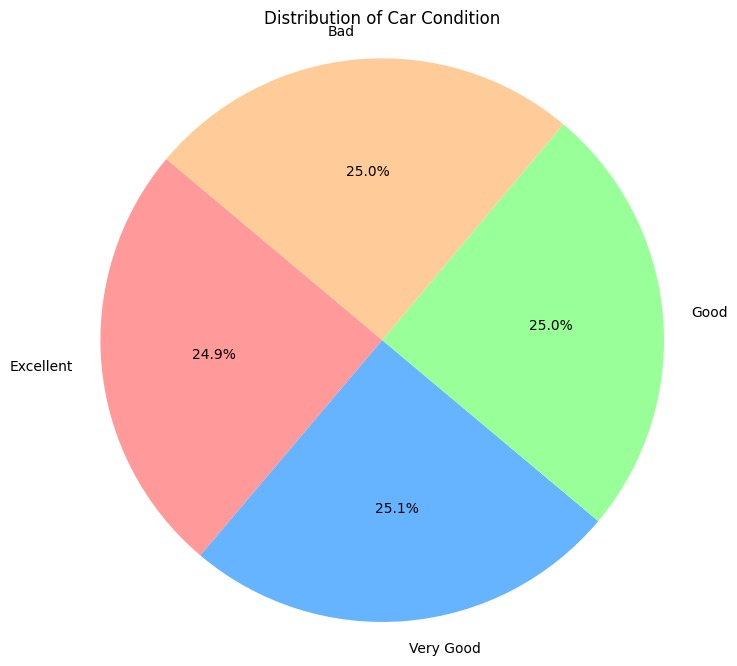 Distribution of Car Condition
Bad
25.0%
Good
25.0%
Excellent
24.9%
Very Good
25.1%